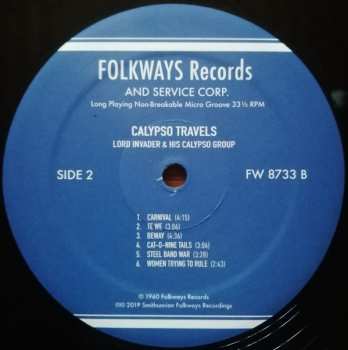 FOLKWAYS Records
AND SERVICE CORP.
Long Playing Non-Breakable Micro Groove 33⅓ RPM
CALYPSO TRAVELS
LORD INVADER & HIS CALYPSO GROUP
SIDE 2 FW 8733 B
1. CARNIVAL (4:15)
2. TE WE (3:06)
3. BEWAY (4:36)
4. CAT-O-NINE TAILS (3:06)
5. STEEL BAND WAR (3:28)
6. WOMEN TRYING TO RULE (2:43)
© 1960 Folkways Records
℗© 2019 Smithsonian Folkways Recordings